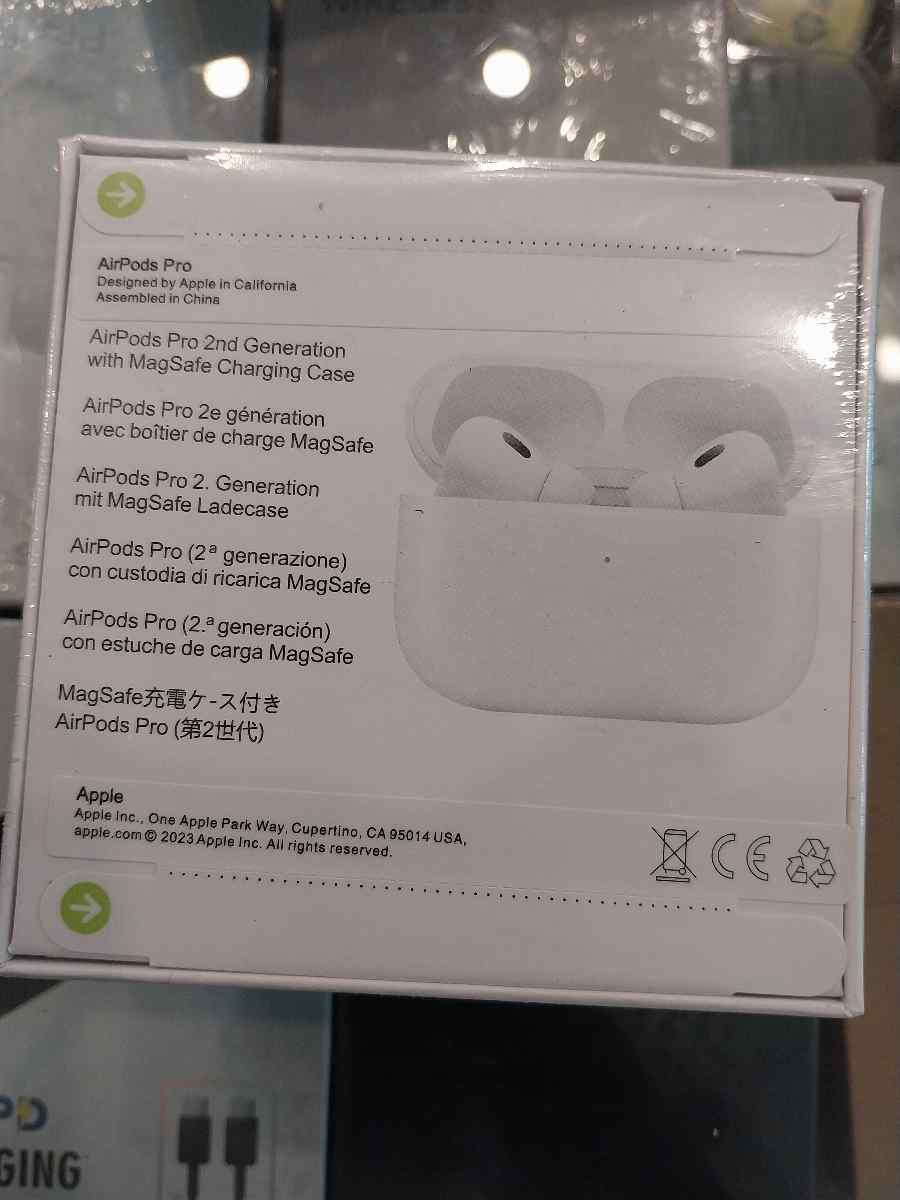 AirPods Pro
Designed by Apple in California
Assembled in China
AirPods Pro 2nd Generation
with MagSafe Charging Case
AirPods Pro 2e génération
avec boîtier de charge MagSafe
AirPods Pro 2. Generation
mit MagSafe Ladecase
AirPods Pro (2ª generazione)
con custodia di ricarica MagSafe
AirPods Pro (2.ª generación)
con estuche de carga MagSafe
MagSafe充電ケ-ス付き
AirPods Pro (第2世代)
Apple
Apple Inc., One Apple Park Way, Cupertino, CA 95014 USA,
apple.com © 2023 Apple Inc. All rights reserved.
CE
PD
GING